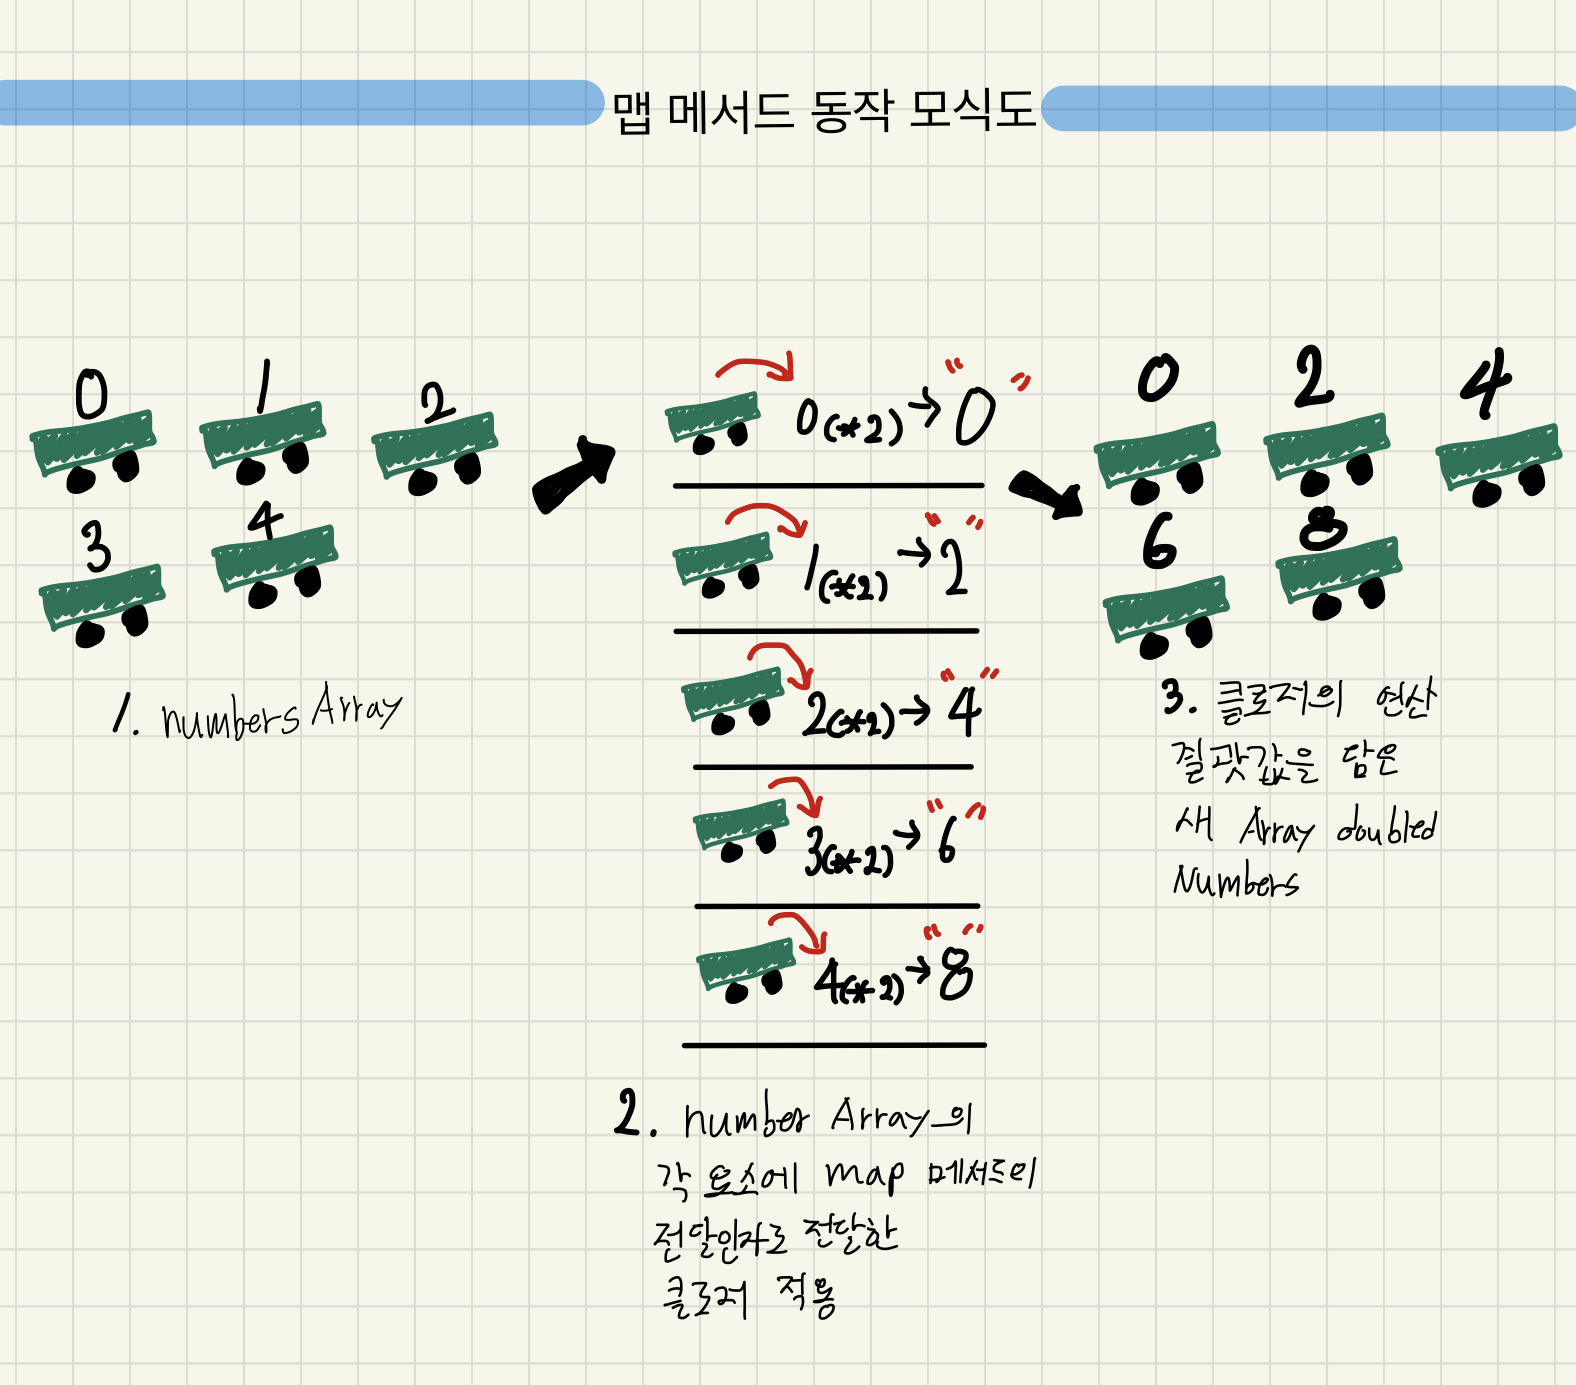 맵 메서드 동작 모식도
0 1 2
3 4
1. numbers Array
0(*2) → "0"
1(*2) → "2"
2(*2) → "4"
3(*2) → "6"
4(*2) → "8"
2. number Array의
각 요소에 map 메서드의
전달인자로 전달한
클로저 적용
0 2 4
6 8
3. 클로저의 연산
결괏값을 담은
새 Array doubled
Numbers